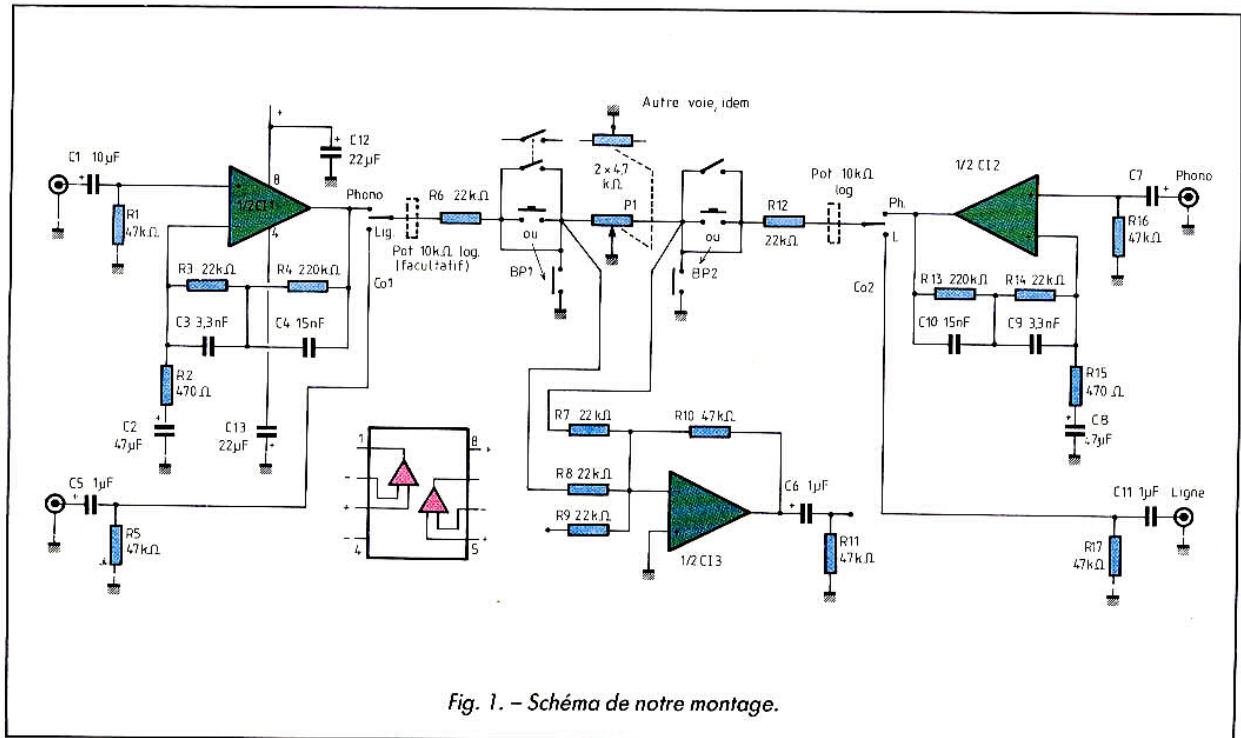 Autre voie, idem
C1 10µF
+
R1
47kΩ
+
C12
22µF
+
8
1/2 CI1
4
+
-
Phono
Lig.
Co1
R6 22kΩ
Pot 10kΩ log.
(facultatif)
R3 22kΩ
R4 220kΩ
C3 3,3nF
C4 15nF
R2
470Ω
C2
47µF
+
C13
22µF
+
C5 1µF
+
R5
47kΩ
ou
BP1
2 x 4,7
kΩ
P1
ou
BP2
R12
22kΩ
Pot 10kΩ
log
Ph.
L
Co2
1/2 CI2
+
-
C7
+
Phono
R16
47kΩ
R13 220kΩ
R14 22kΩ
C10 15nF
C9 3,3nF
R15
470Ω
+
C8
47µF
C11 1µF
Ligne
R17
47kΩ
R7 22kΩ
R10 47kΩ
R8 22kΩ
R9 22kΩ
-
+
1/2 CI3
C6 1µF
+
R11
47kΩ
1
8
+
-
+
-
4
-
+
5
Fig. 1. – Schéma de notre montage.